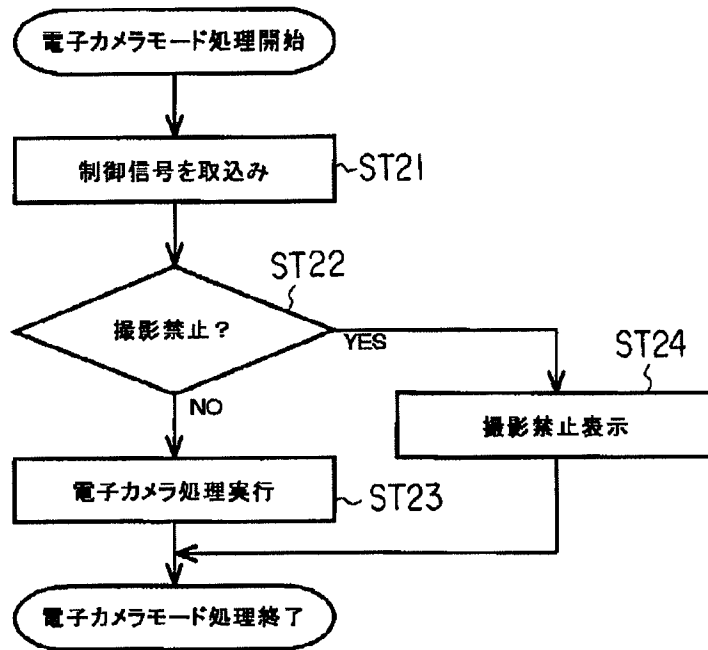 電子カメラモード処理開始
制御信号を取込み
ST21
ST22
撮影禁止?
YES
ST24
NO
撮影禁止表示
電子カメラ処理実行
ST23
電子カメラモード処理終了